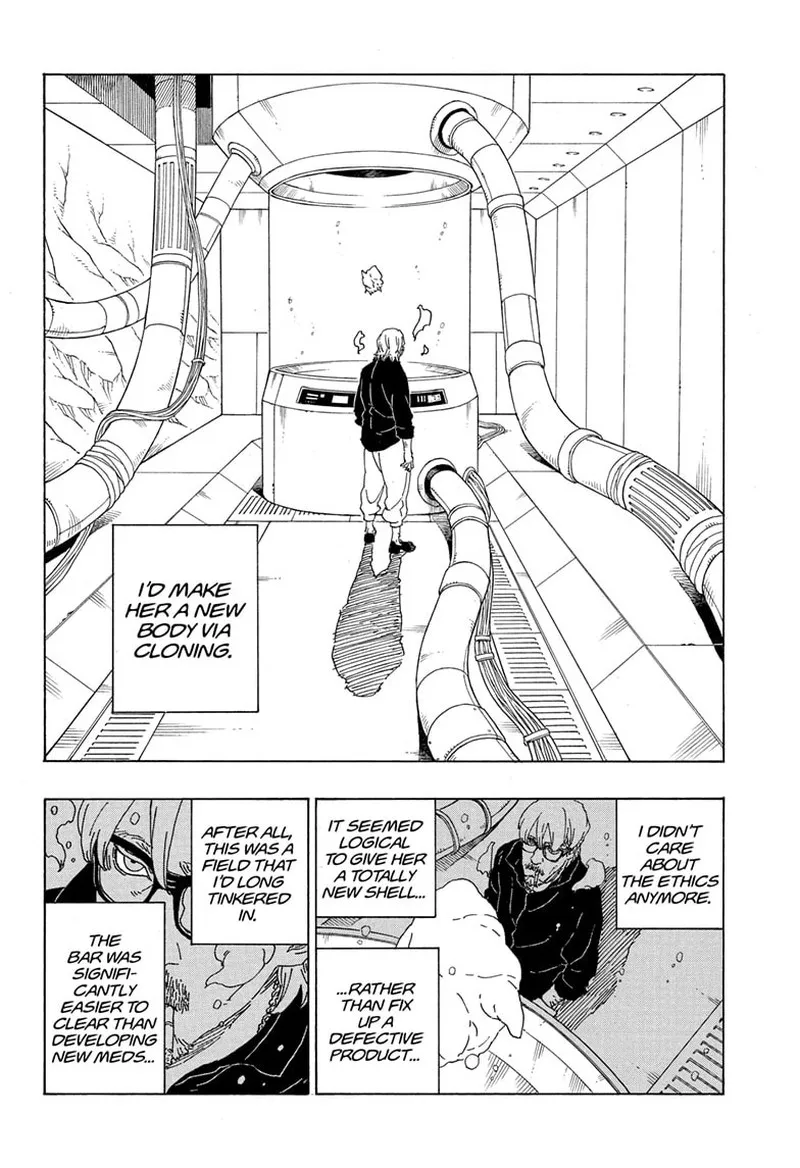 I'D MAKE
HER A NEW
BODY VIA
CLONING.
I DIDN'T
CARE
ABOUT
THE ETHICS
ANYMORE.
IT SEEMED
LOGICAL
TO GIVE HER
A TOTALLY
NEW SHELL...
...RATHER
THAN FIX
UP A
DEFECTIVE
PRODUCT...
AFTER ALL,
THIS WAS A
FIELD THAT
I'D LONG
TINKERED
IN.
THE
BAR WAS
SIGNIFI-
CANTLY
EASIER TO
CLEAR THAN
DEVELOPING
NEW MEDS...